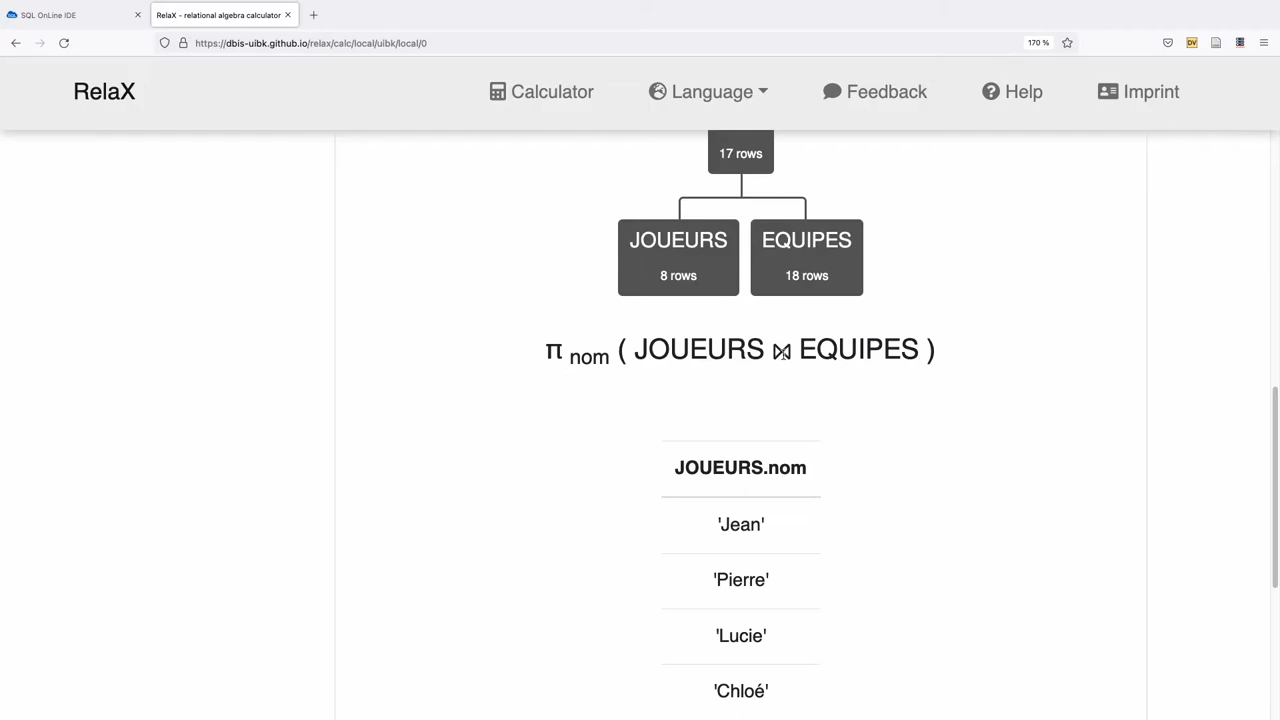 SQL OnLine IDE
RelaX - relational algebra calculator
https://dbis-uibk.github.io/relax/calc/local/uibk/local/0
170 %
DV
RelaX
Calculator
Language
Feedback
Help
Imprint
17 rows
JOUEURS
8 rows
EQUIPES
18 rows
π nom ( JOUEURS ⨝ EQUIPES )
JOUEURS.nom
'Jean'
'Pierre'
'Lucie'
'Chloé'